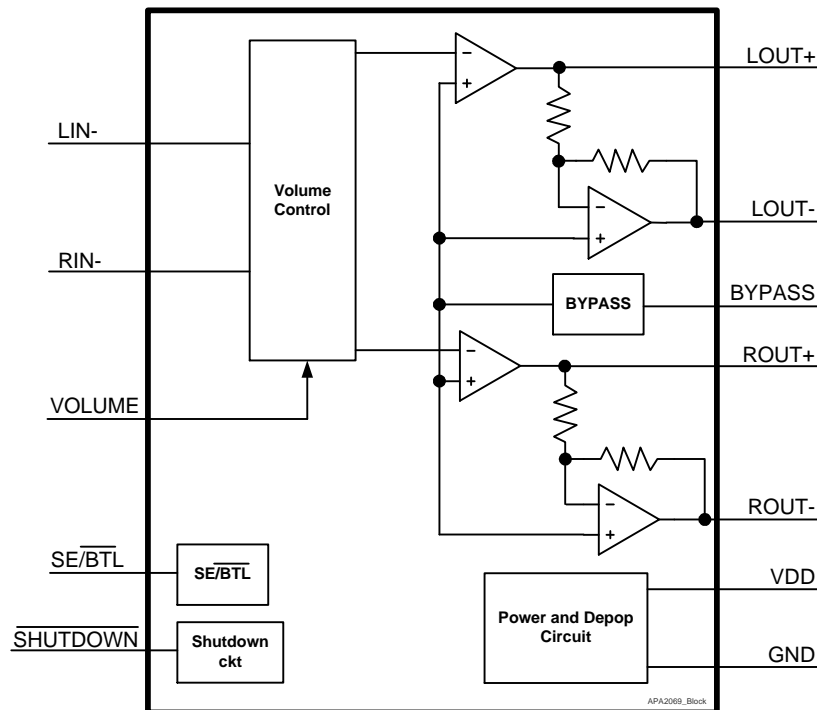 LOUT+
−
+
LIN-
Volume
Control
LOUT-
−
+
RIN-
BYPASS
BYPASS
ROUT+
−
+
VOLUME
ROUT-
−
+
SE/BTL
SE/BTL
VDD
Power and Depop
Circuit
SHUTDOWN
Shutdown
ckt
GND
APA2069_Block